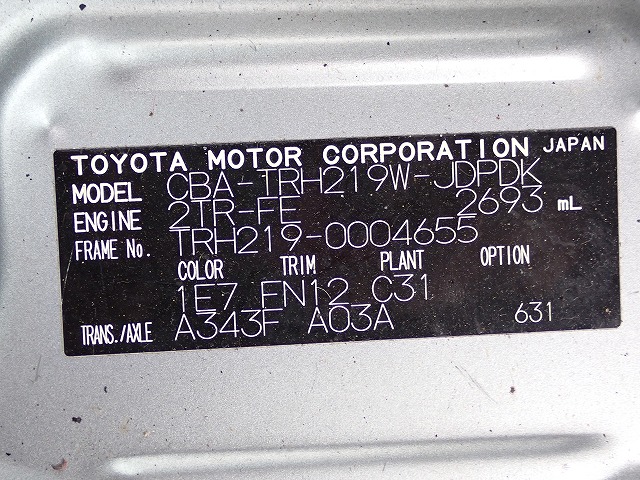 TOYOTA MOTOR CORPORATION JAPAN
MODEL CBA-TRH219W-JDPDK
ENGINE 2TR-FE 2693 mL
FRAME No. TRH219-0004655
COLOR TRIM PLANT OPTION
1E7 FN12 C31
TRANS./AXLE A343F A03A 631